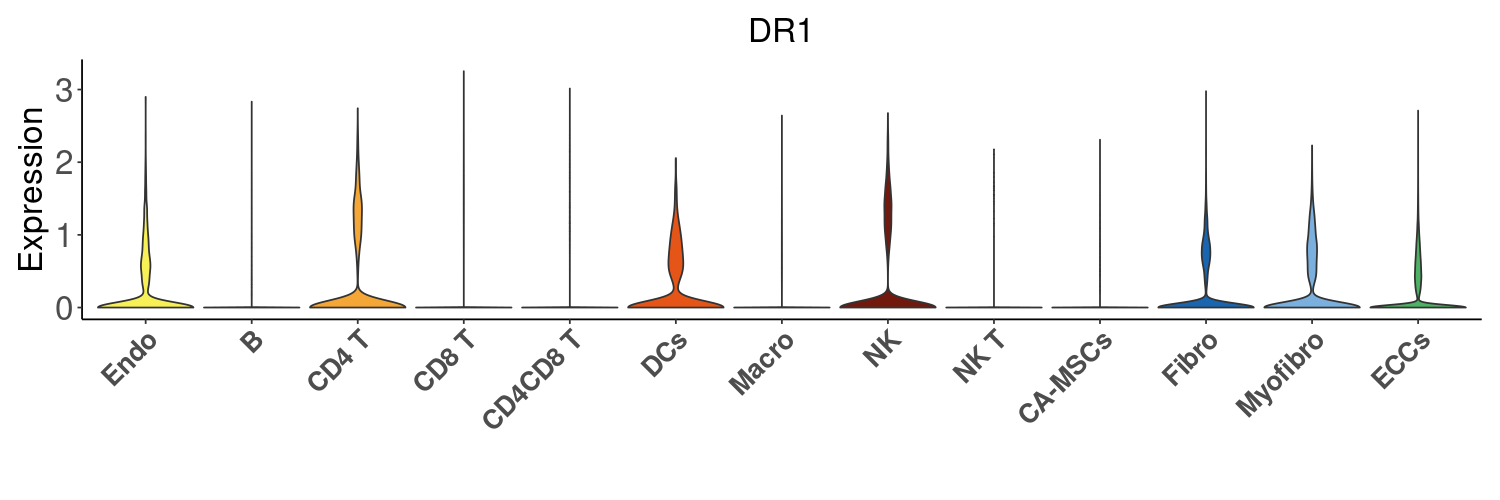 DR1
Expression
3
2
1
0
Endo
B
CD4 T
CD8 T
CD4CD8 T
DCs
Macro
NK
NK T
CA-MSCs
Fibro
Myofibro
ECCs